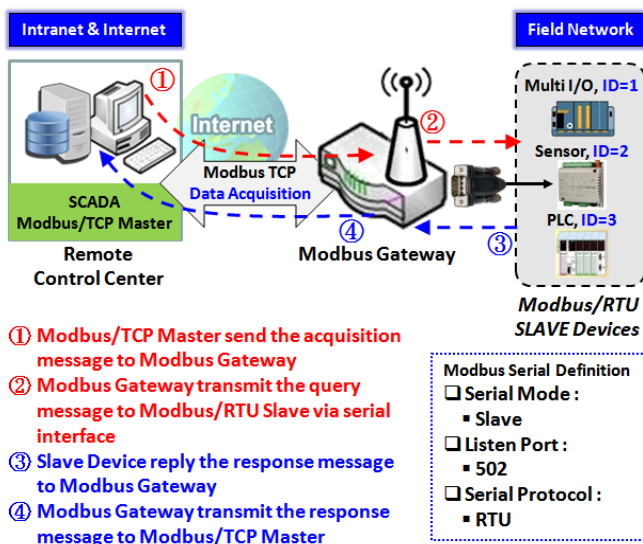 Intranet & Internet
Field Network
①
Internet
②
Multi I/O, ID=1
Sensor, ID=2
PLC, ID=3
Modbus TCP
Data Acquisition
SCADA
Modbus/TCP Master
④
③
Remote
Control Center
Modbus Gateway
Modbus/RTU
SLAVE Devices
① Modbus/TCP Master send the acquisition
message to Modbus Gateway
② Modbus Gateway transmit the query
message to Modbus/RTU Slave via serial
interface
③ Slave Device reply the response message
to Modbus Gateway
④ Modbus Gateway transmit the response
message to Modbus/TCP Master
Modbus Serial Definition
❑ Serial Mode :
▪ Slave
❑ Listen Port :
▪ 502
❑ Serial Protocol :
▪ RTU